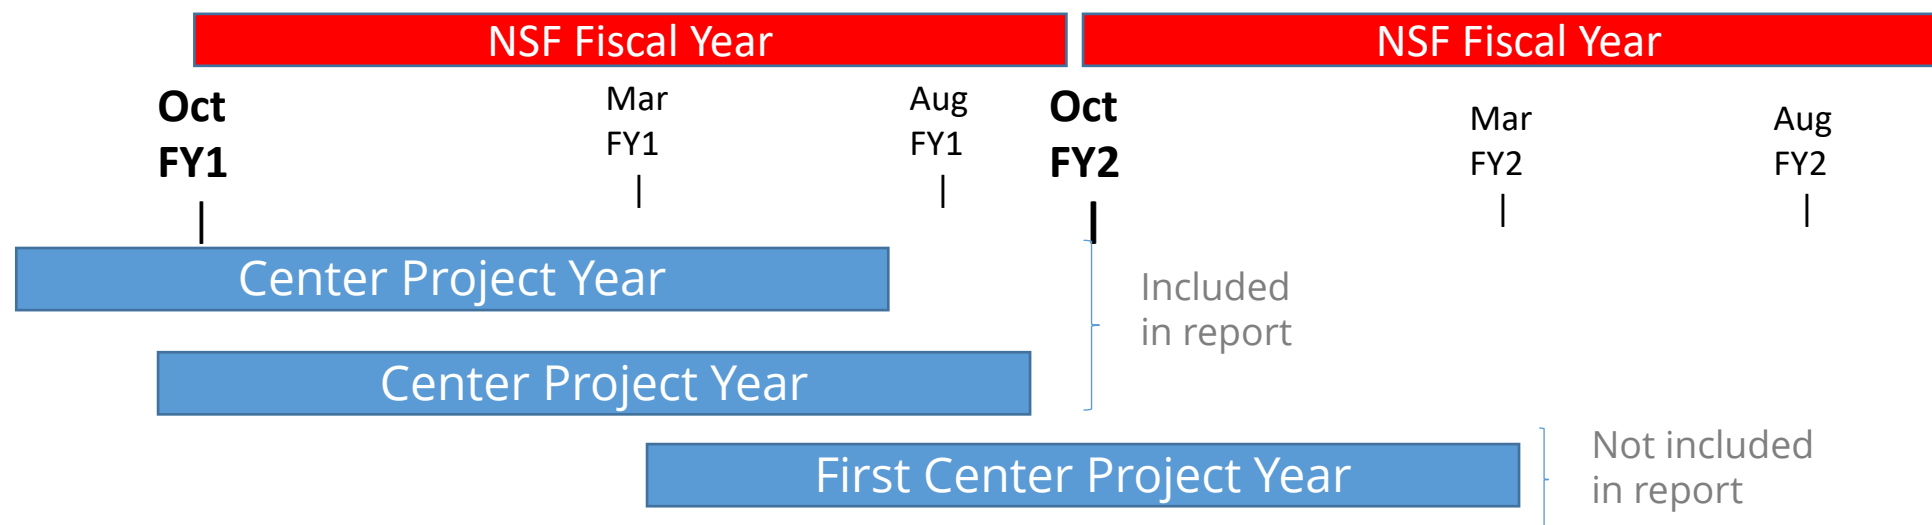 NSF Fiscal Year
NSF Fiscal Year
Oct
FY1
Mar
FY1
Aug
FY1
Oct
FY2
Mar
FY2
Aug
FY2
Center Project Year
Included
in report
Center Project Year
First Center Project Year
Not included
in report